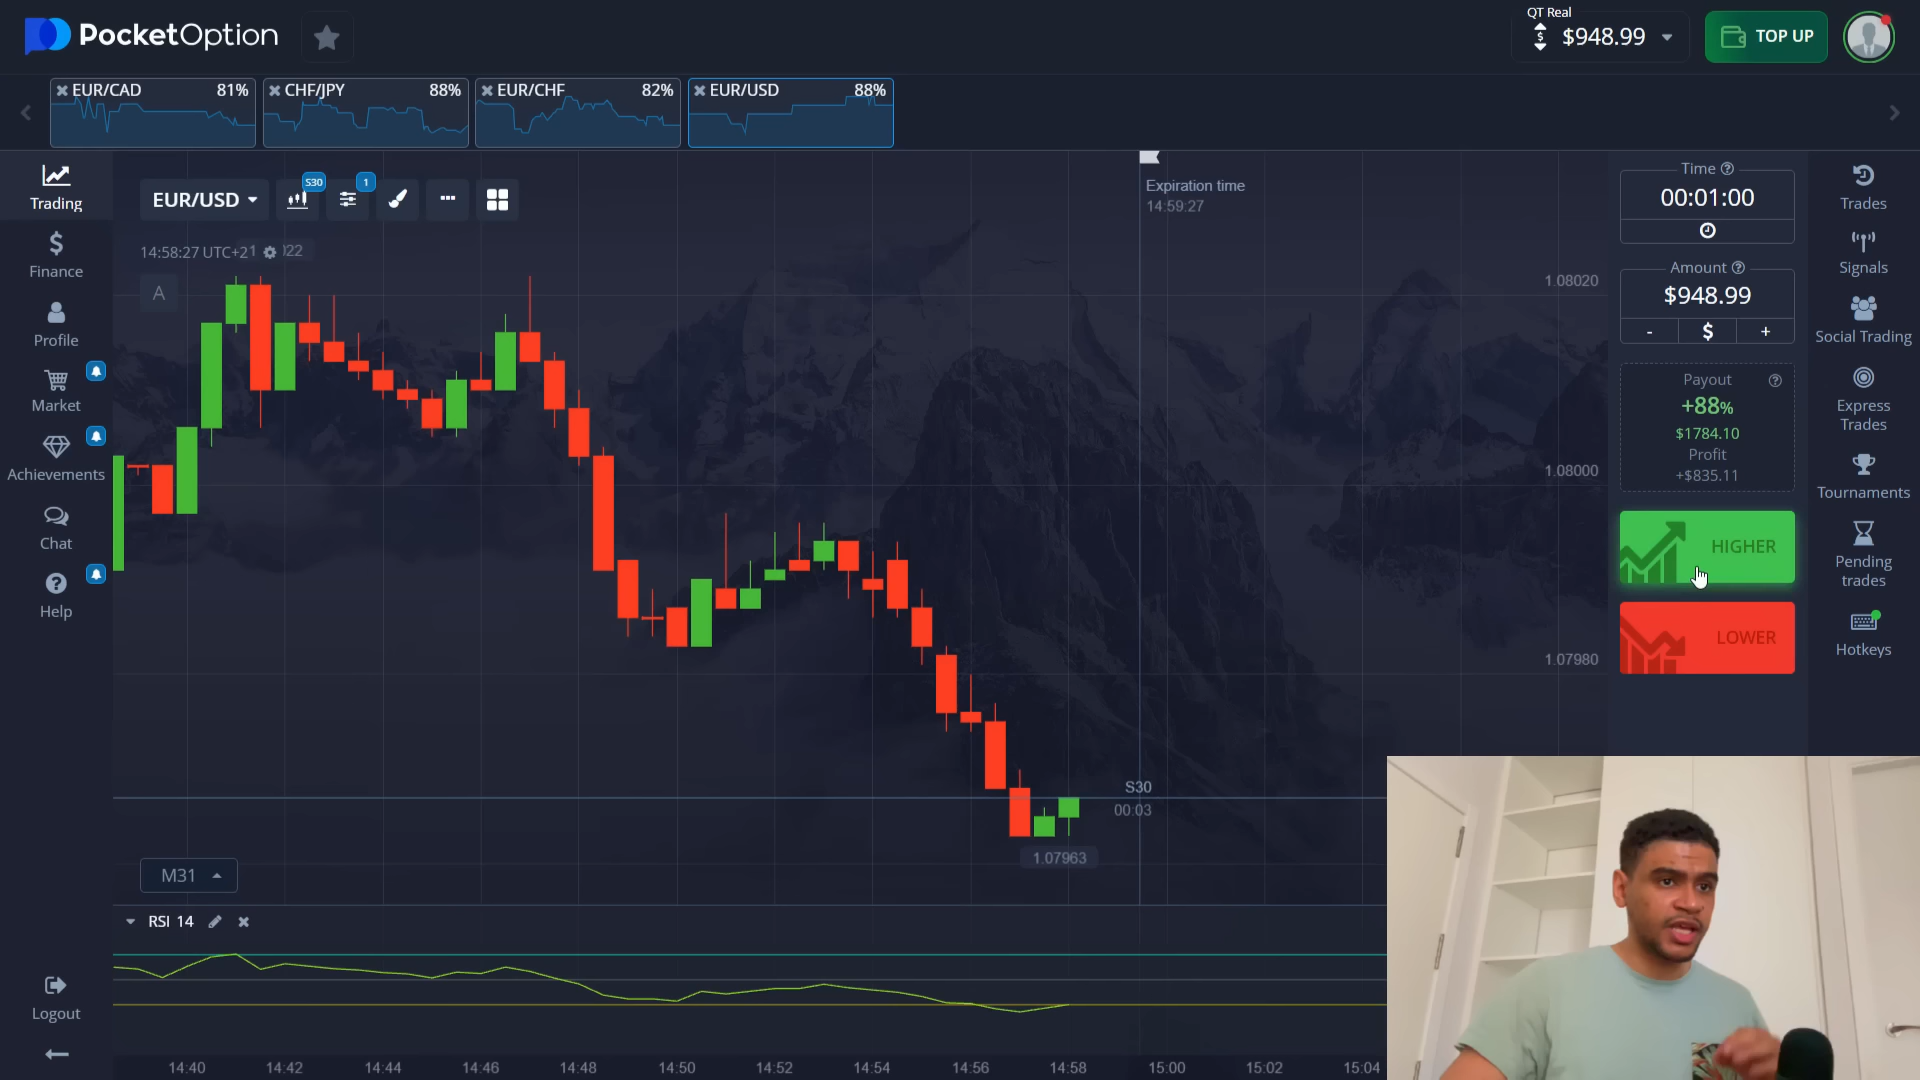 PocketOption
QT Real
$948.99
TOP UP
EUR/CAD 81%
CHF/JPY 88%
EUR/CHF 82%
EUR/USD 88%
Trading
Finance
Profile
Market
Achievements
Chat
Help
Logout
EUR/USD
S30
1
14:58:27 UTC+2
A
Expiration time
14:59:27
1.08020
1.08000
1.07980
S30
00:03
1.07963
M31
RSI 14
14:40 14:42 14:44 14:46 14:48 14:50 14:52 14:54 14:56 14:58 15:00 15:02 15:04
Time
00:01:00
Amount
$948.99
- $ +
Payout
+88%
$1784.10
Profit
+$835.11
HIGHER
LOWER
Trades
Signals
Social Trading
Express
Trades
Tournaments
Pending
trades
Hotkeys